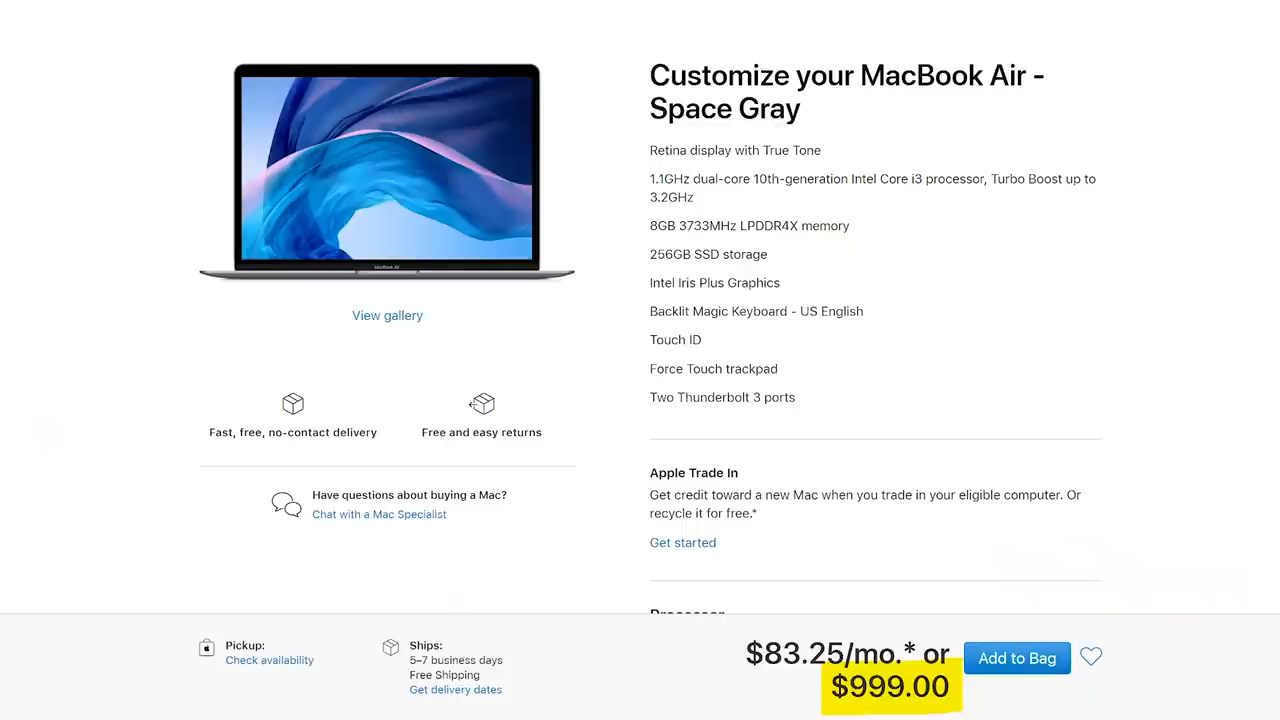 Customize your MacBook Air -
Space Gray
Retina display with True Tone
1.1GHz dual-core 10th-generation Intel Core i3 processor, Turbo Boost up to
3.2GHz
8GB 3733MHz LPDDR4X memory
256GB SSD storage
Intel Iris Plus Graphics
Backlit Magic Keyboard - US English
Touch ID
Force Touch trackpad
Two Thunderbolt 3 ports
MacBook Air
View gallery
Fast, free, no-contact delivery
Free and easy returns
Have questions about buying a Mac?
Chat with a Mac Specialist
Apple Trade In
Get credit toward a new Mac when you trade in your eligible computer. Or
recycle it for free.*
Get started
Processor
Pickup:
Check availability
Ships:
5–7 business days
Free Shipping
Get delivery dates
$83.25/mo.* or
$999.00
Add to Bag